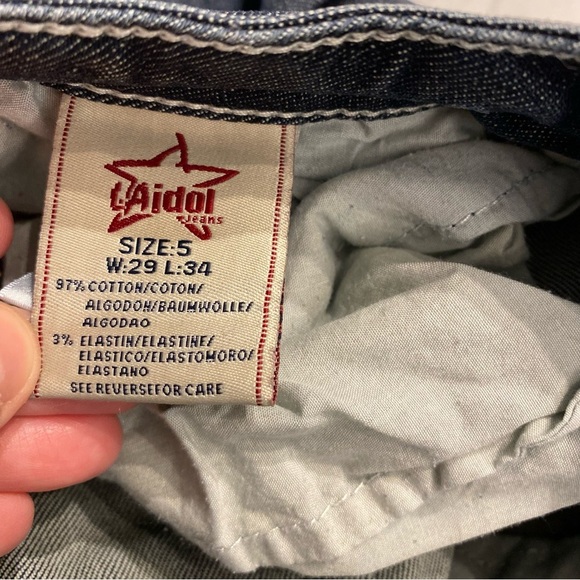 L'Aidol
Jeans
SIZE:5
W:29 L:34
97% COTTON/COTON/
ALGODOH/BAUMWOLLE/
ALGODAO
3% ELASTIN/ELASTINE/
ELASTICO/ELASTOMORO/
ELASTANO
SEE REVERSEFOR CARE